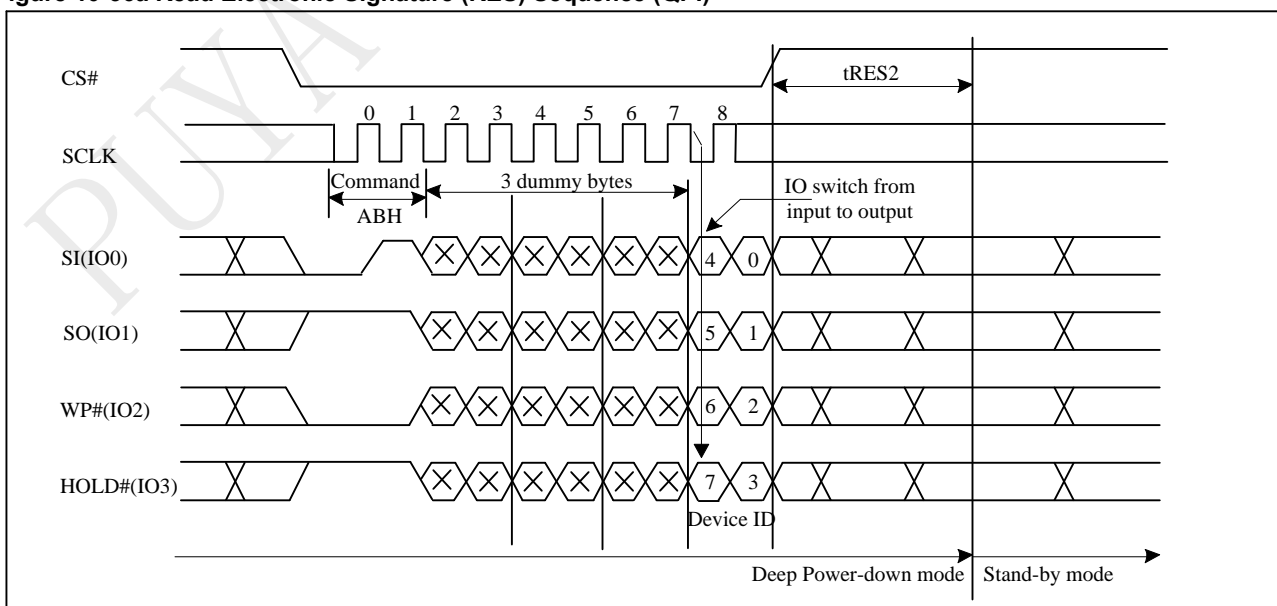 igure 10-33a Read Electronic Signature (RES) Sequence (QPI)
PUYA
CS#
tRES2
0 1 2 3 4 5 6 7 8
SCLK
Command
3 dummy bytes
IO switch from
input to output
ABH
SI(IO0)
4 0
SO(IO1)
5 1
WP#(IO2)
6 2
HOLD#(IO3)
7 3
Device ID
Deep Power-down mode
Stand-by mode